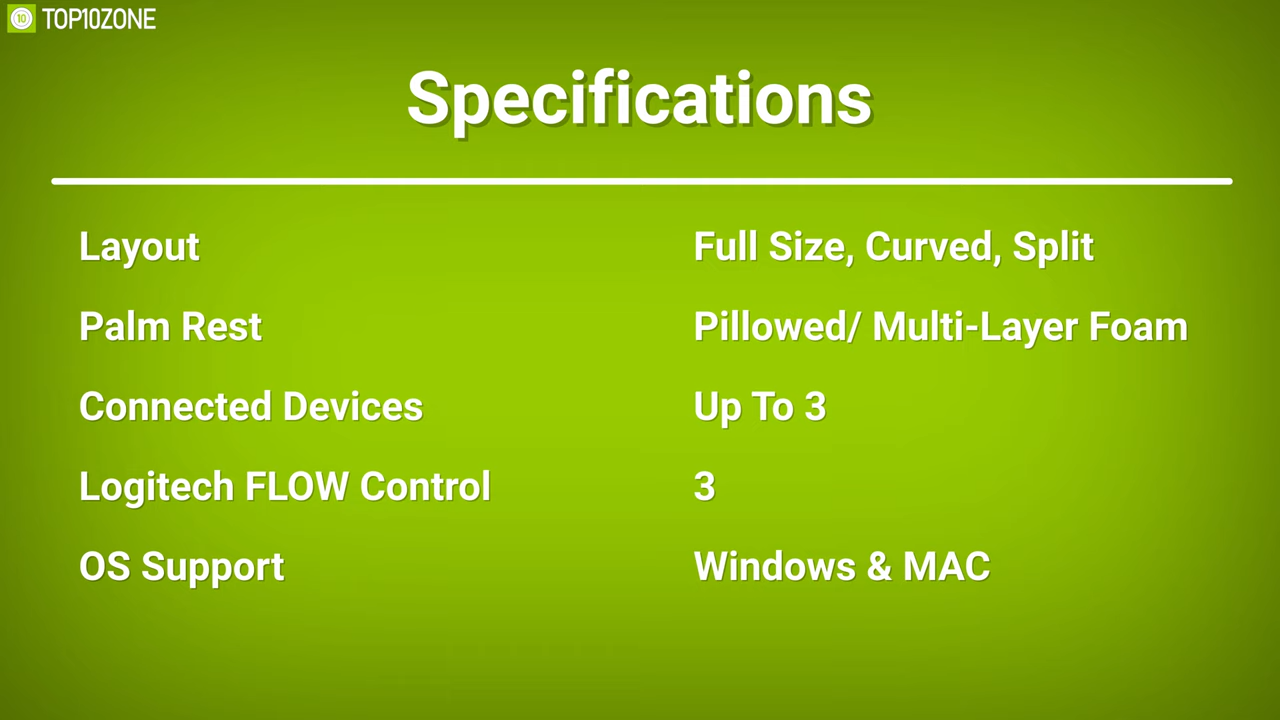 10 TOP10ZONE
Specifications
Layout Full Size, Curved, Split
Palm Rest Pillowed/ Multi-Layer Foam
Connected Devices Up To 3
Logitech FLOW Control 3
OS Support Windows & MAC